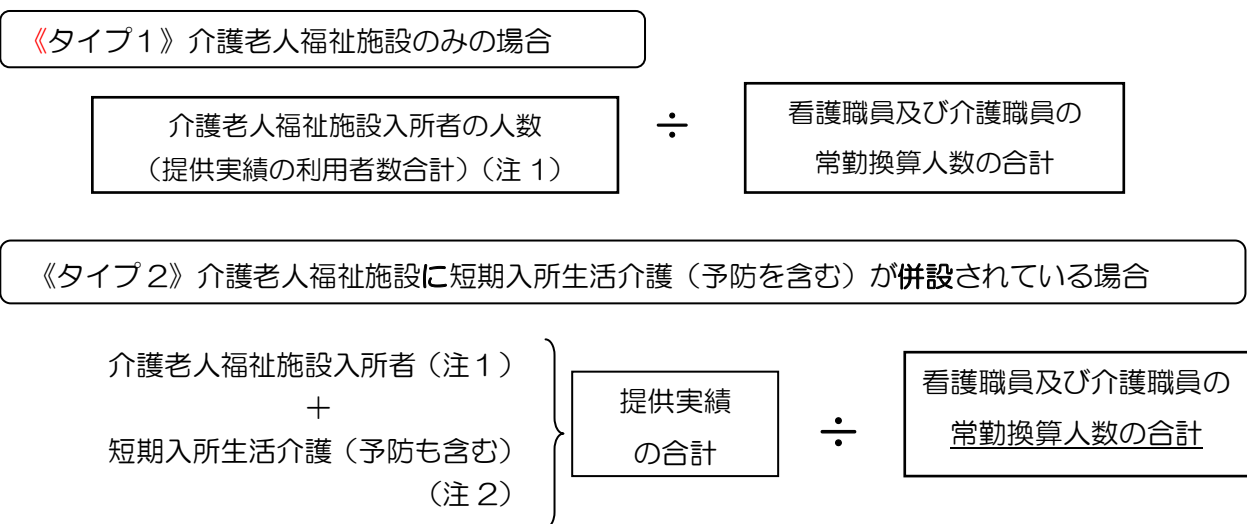 《タイプ１》介護老人福祉施設のみの場合
介護老人福祉施設入所者の人数
（提供実績の利用者数合計）（注 1）
÷
看護職員及び介護職員の
常勤換算人数の合計
《タイプ２》介護老人福祉施設に短期入所生活介護（予防を含む）が併設されている場合
介護老人福祉施設入所者（注１）
＋
短期入所生活介護（予防も含む）
（注 2）
提供実績
の合計
÷
看護職員及び介護職員の
常勤換算人数の合計